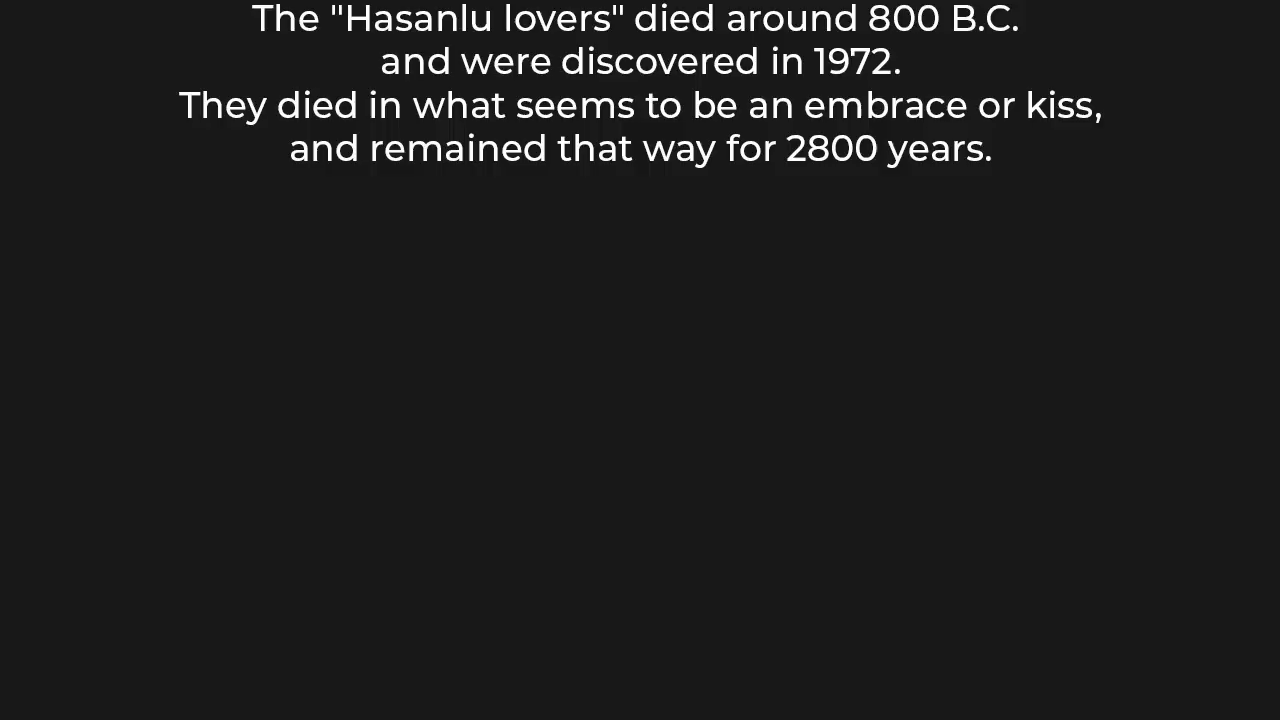 The "Hasanlu lovers" died around 800 B.C.
and were discovered in 1972.
They died in what seems to be an embrace or kiss,
and remained that way for 2800 years.